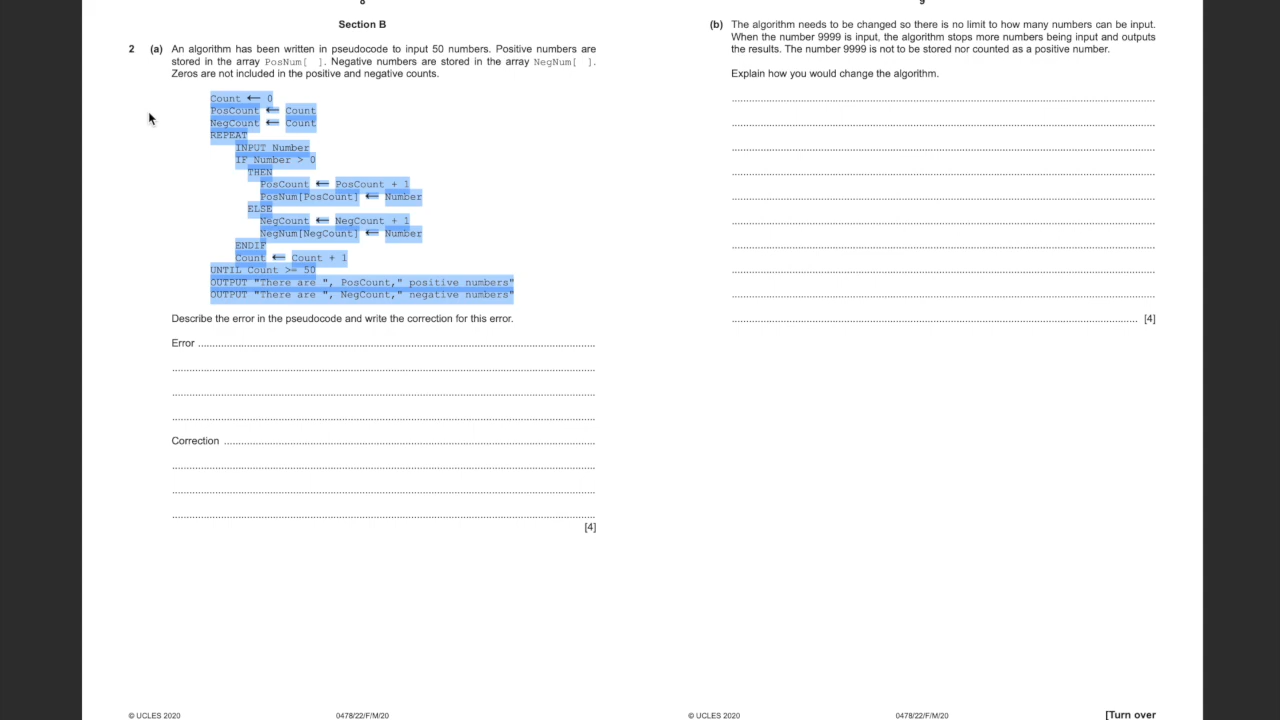 8
Section B
2 (a) An algorithm has been written in pseudocode to input 50 numbers. Positive numbers are
stored in the array PosNum[ ]. Negative numbers are stored in the array NegNum[ ].
Zeros are not included in the positive and negative counts.
Count ← 0
PosCount ← Count
NegCount ← Count
REPEAT
INPUT Number
IF Number > 0
THEN
PosCount ← PosCount + 1
PosNum[PosCount] ← Number
ELSE
NegCount ← NegCount + 1
NegNum[NegCount] ← Number
ENDIF
Count ← Count + 1
UNTIL Count >= 50
OUTPUT "There are ", PosCount," positive numbers"
OUTPUT "There are ", NegCount," negative numbers"
Describe the error in the pseudocode and write the correction for this error.
Error ..........................................................................
Correction ..........................................................................
[4]
© UCLES 2020
0478/22/F/M/20
9
(b) The algorithm needs to be changed so there is no limit to how many numbers can be input.
When the number 9999 is input, the algorithm stops more numbers being input and outputs
the results. The number 9999 is not to be stored nor counted as a positive number.
Explain how you would change the algorithm.
.......................................................................... [4]
© UCLES 2020
0478/22/F/M/20
[Turn over